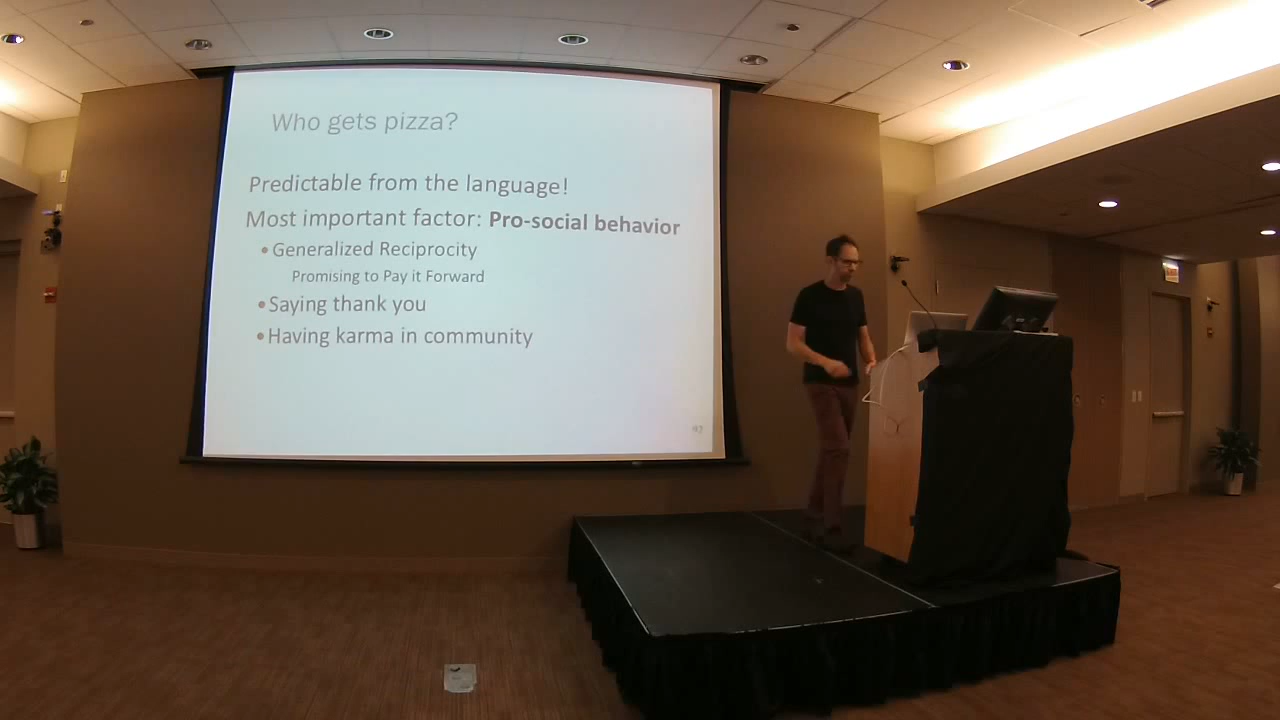 Who gets pizza?
Predictable from the language!
Most important factor: Pro-social behavior
• Generalized Reciprocity
Promising to Pay it Forward
• Saying thank you
• Having karma in community